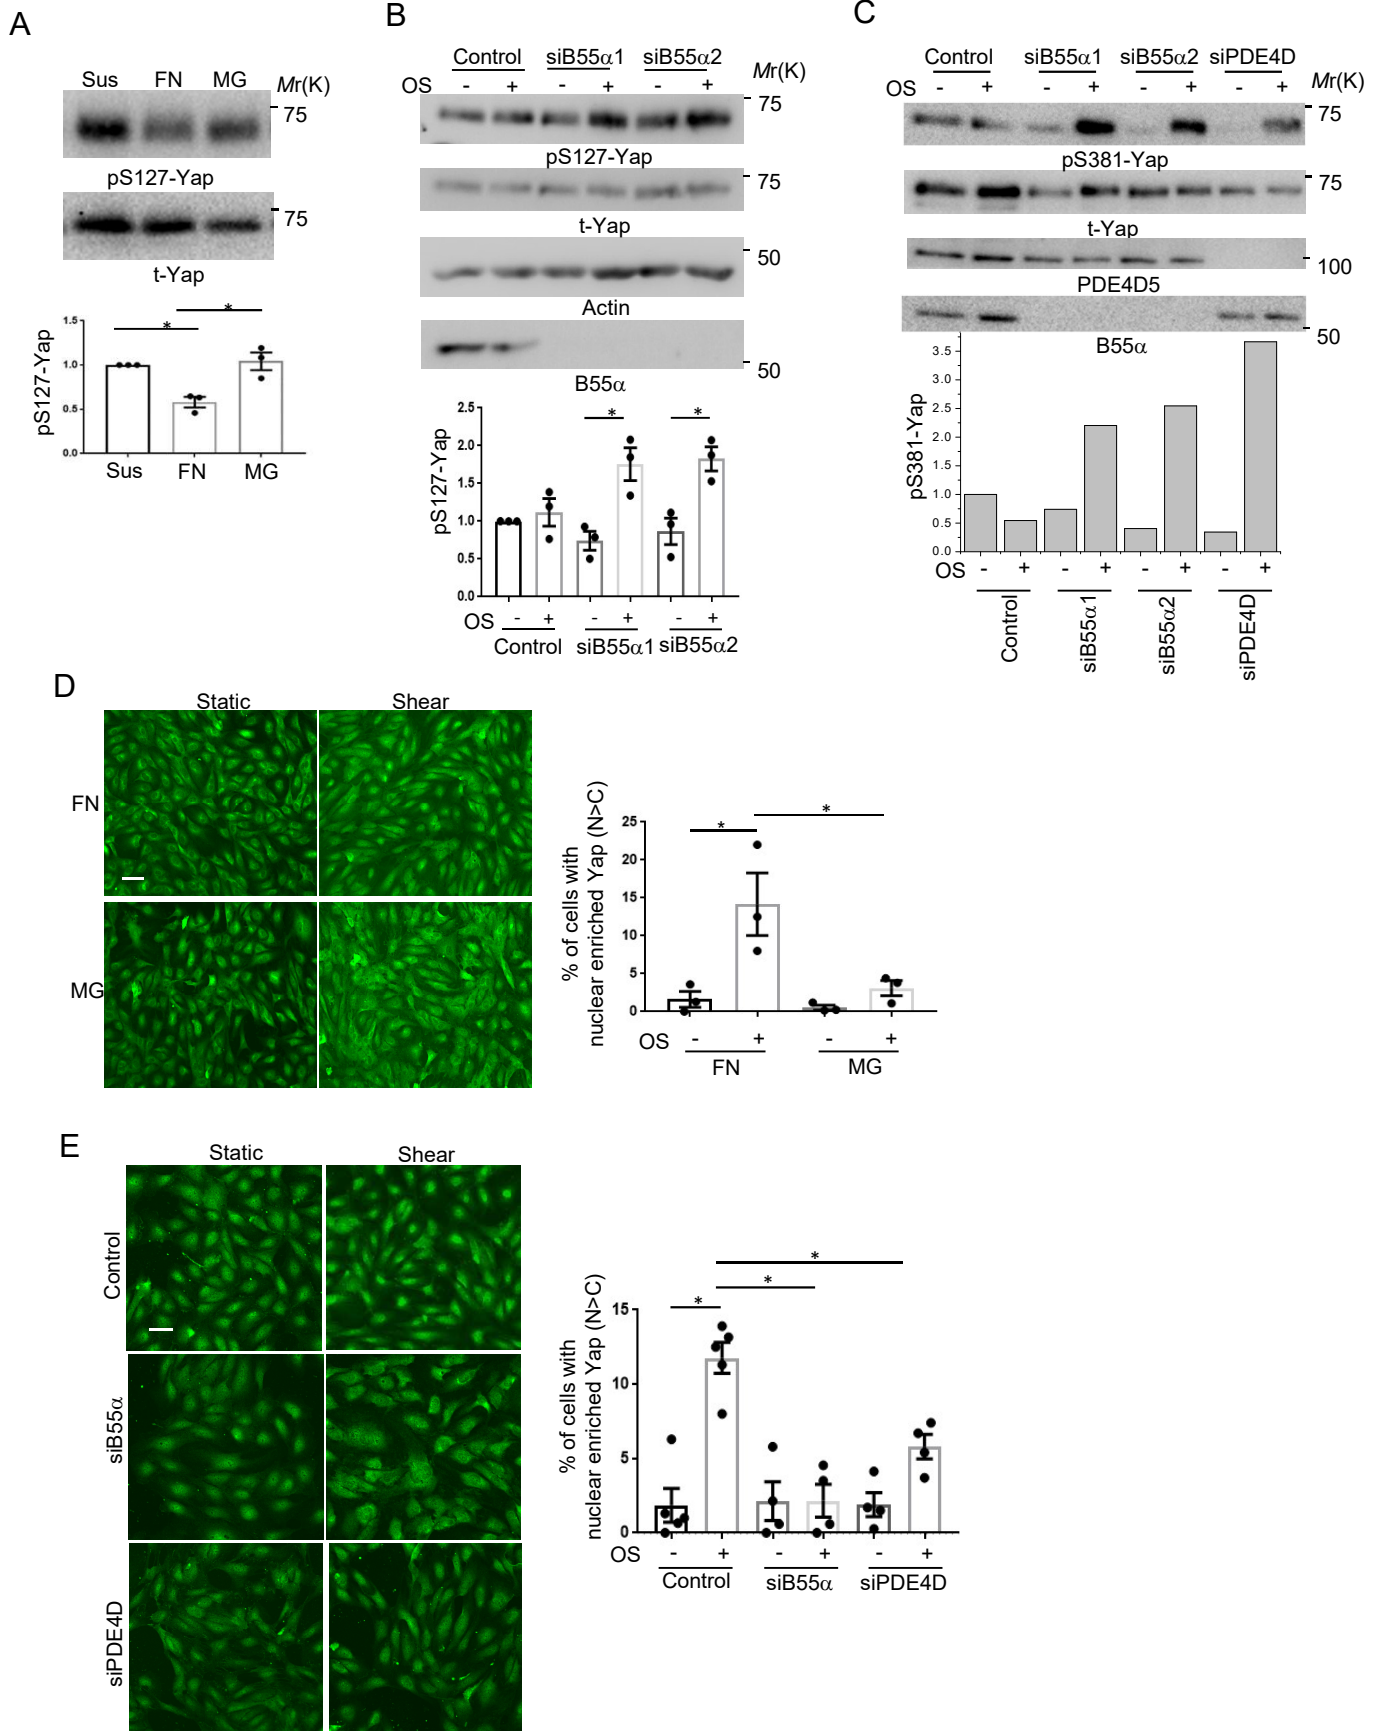 A
Sus FN MG Mr(K)
75
pS127-Yap
75
t-Yap
pS127-Yap
1.5
1.0
0.5
0.0
* *
Sus FN MG
B
Control siB55α1 siB55α2 Mr(K)
OS - + - + - +
75
pS127-Yap
75
t-Yap
50
Actin
50
B55α
pS127-Yap
2.5
2.0
1.5
1.0
0.5
0.0
* *
OS - + - + - +
Control siB55α1 siB55α2
C
Control siB55α1 siB55α2 siPDE4D Mr(K)
OS - + - + - + - +
75
pS381-Yap
75
t-Yap
100
PDE4D5
50
B55α
pS381-Yap
3.5
3.0
2.5
2.0
1.5
1.0
0.5
0.0
OS - + - + - + - +
Control siB55α1 siB55α2 siPDE4D
D
Static Shear
FN
MG
% of cells with
nuclear enriched Yap (N>C)
25
20
15
10
5
0
* *
OS - + - +
FN MG
E
Static Shear
Control
siB55α
siPDE4D
% of cells with
nuclear enriched Yap (N>C)
15
10
5
0
* * *
OS - + - + - +
Control siB55α siPDE4D